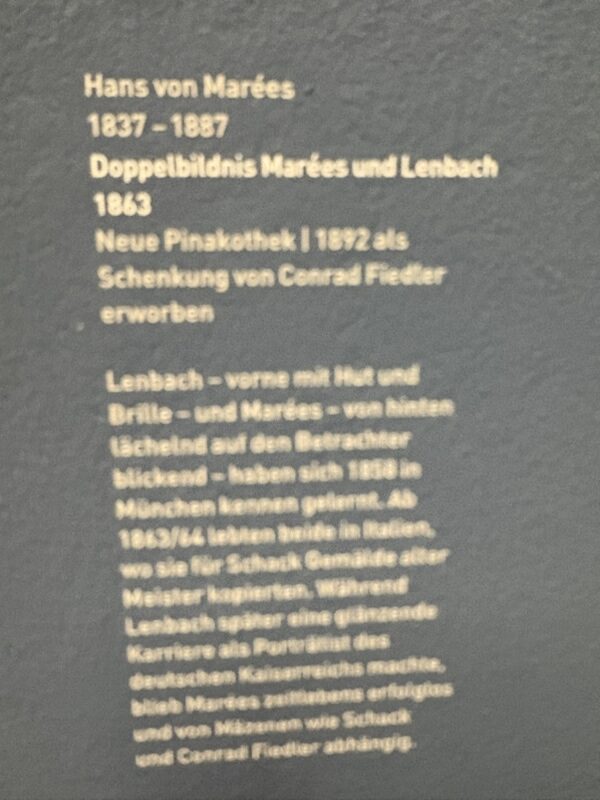 Hans von Marées
1837 – 1887
Doppelbildnis Marées und Lenbach
1863
Neue Pinakothek | 1892 als
Schenkung von Conrad Fiedler
erworben
Lenbach – vorne mit Hut und
Brille – und Marées – von hinten
lächelnd auf den Betrachter
blickend – haben sich 1858 in
München kennen gelernt. Ab
1863/64 lebten beide in Italien,
wo sie für Schack Gemälde alter
Meister kopierten. Während
Lenbach später eine glänzende
Karriere als Porträtist des
deutschen Kaiserreichs machte,
blieb Marées zeitlebens erfolglos
und von Mäzenen wie Schack
und Conrad Fiedler abhängig.